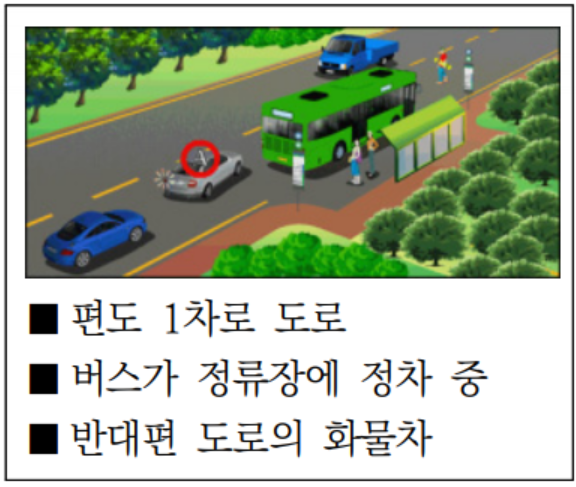 ■ 편도 1차로 도로
■ 버스가 정류장에 정차 중
■ 반대편 도로의 화물차